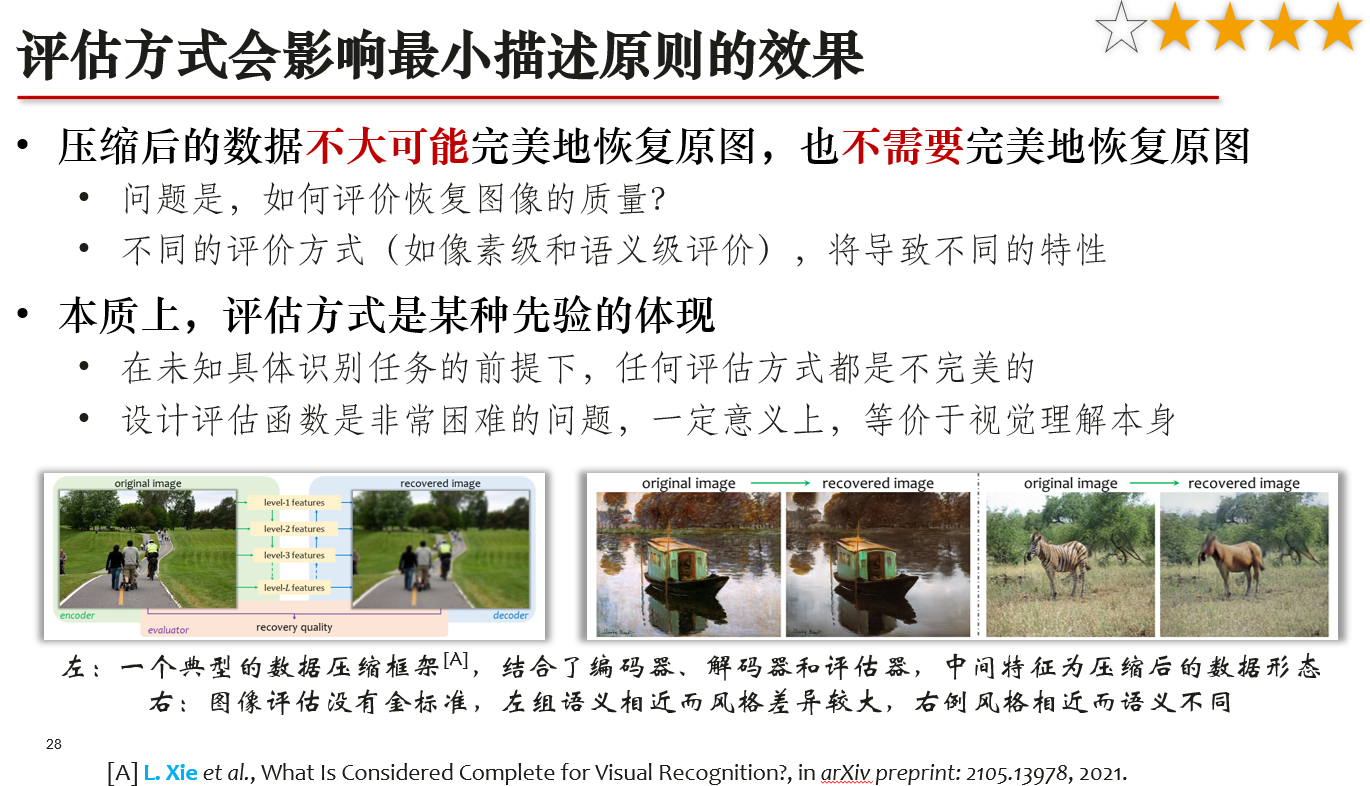 评估方式会影响最小描述原则的效果
• 压缩后的数据不大可能完美地恢复原图，也不需要完美地恢复原图
• 问题是，如何评价恢复图像的质量？
• 不同的评价方式（如像素级和语义级评价），将导致不同的特性
• 本质上，评估方式是某种先验的体现
• 在未知具体识别任务的前提下，任何评估方式都是不完美的
• 设计评估函数是非常困难的问题，一定意义上，等价于视觉理解本身
original image
recovered image
level-1 features
level-2 features
level-3 features
level-L features
encoder
decoder
evaluator
recovery quality
original image
recovered image
original image
recovered image
左：一个典型的数据压缩框架[A]，结合了编码器、解码器和评估器，中间特征为压缩后的数据形态
右：图像评估没有金标准，左组语义相近而风格差异较大，右例风格相近而语义不同
28
[A] L. Xie et al., What Is Considered Complete for Visual Recognition?, in arXiv preprint: 2105.13978, 2021.